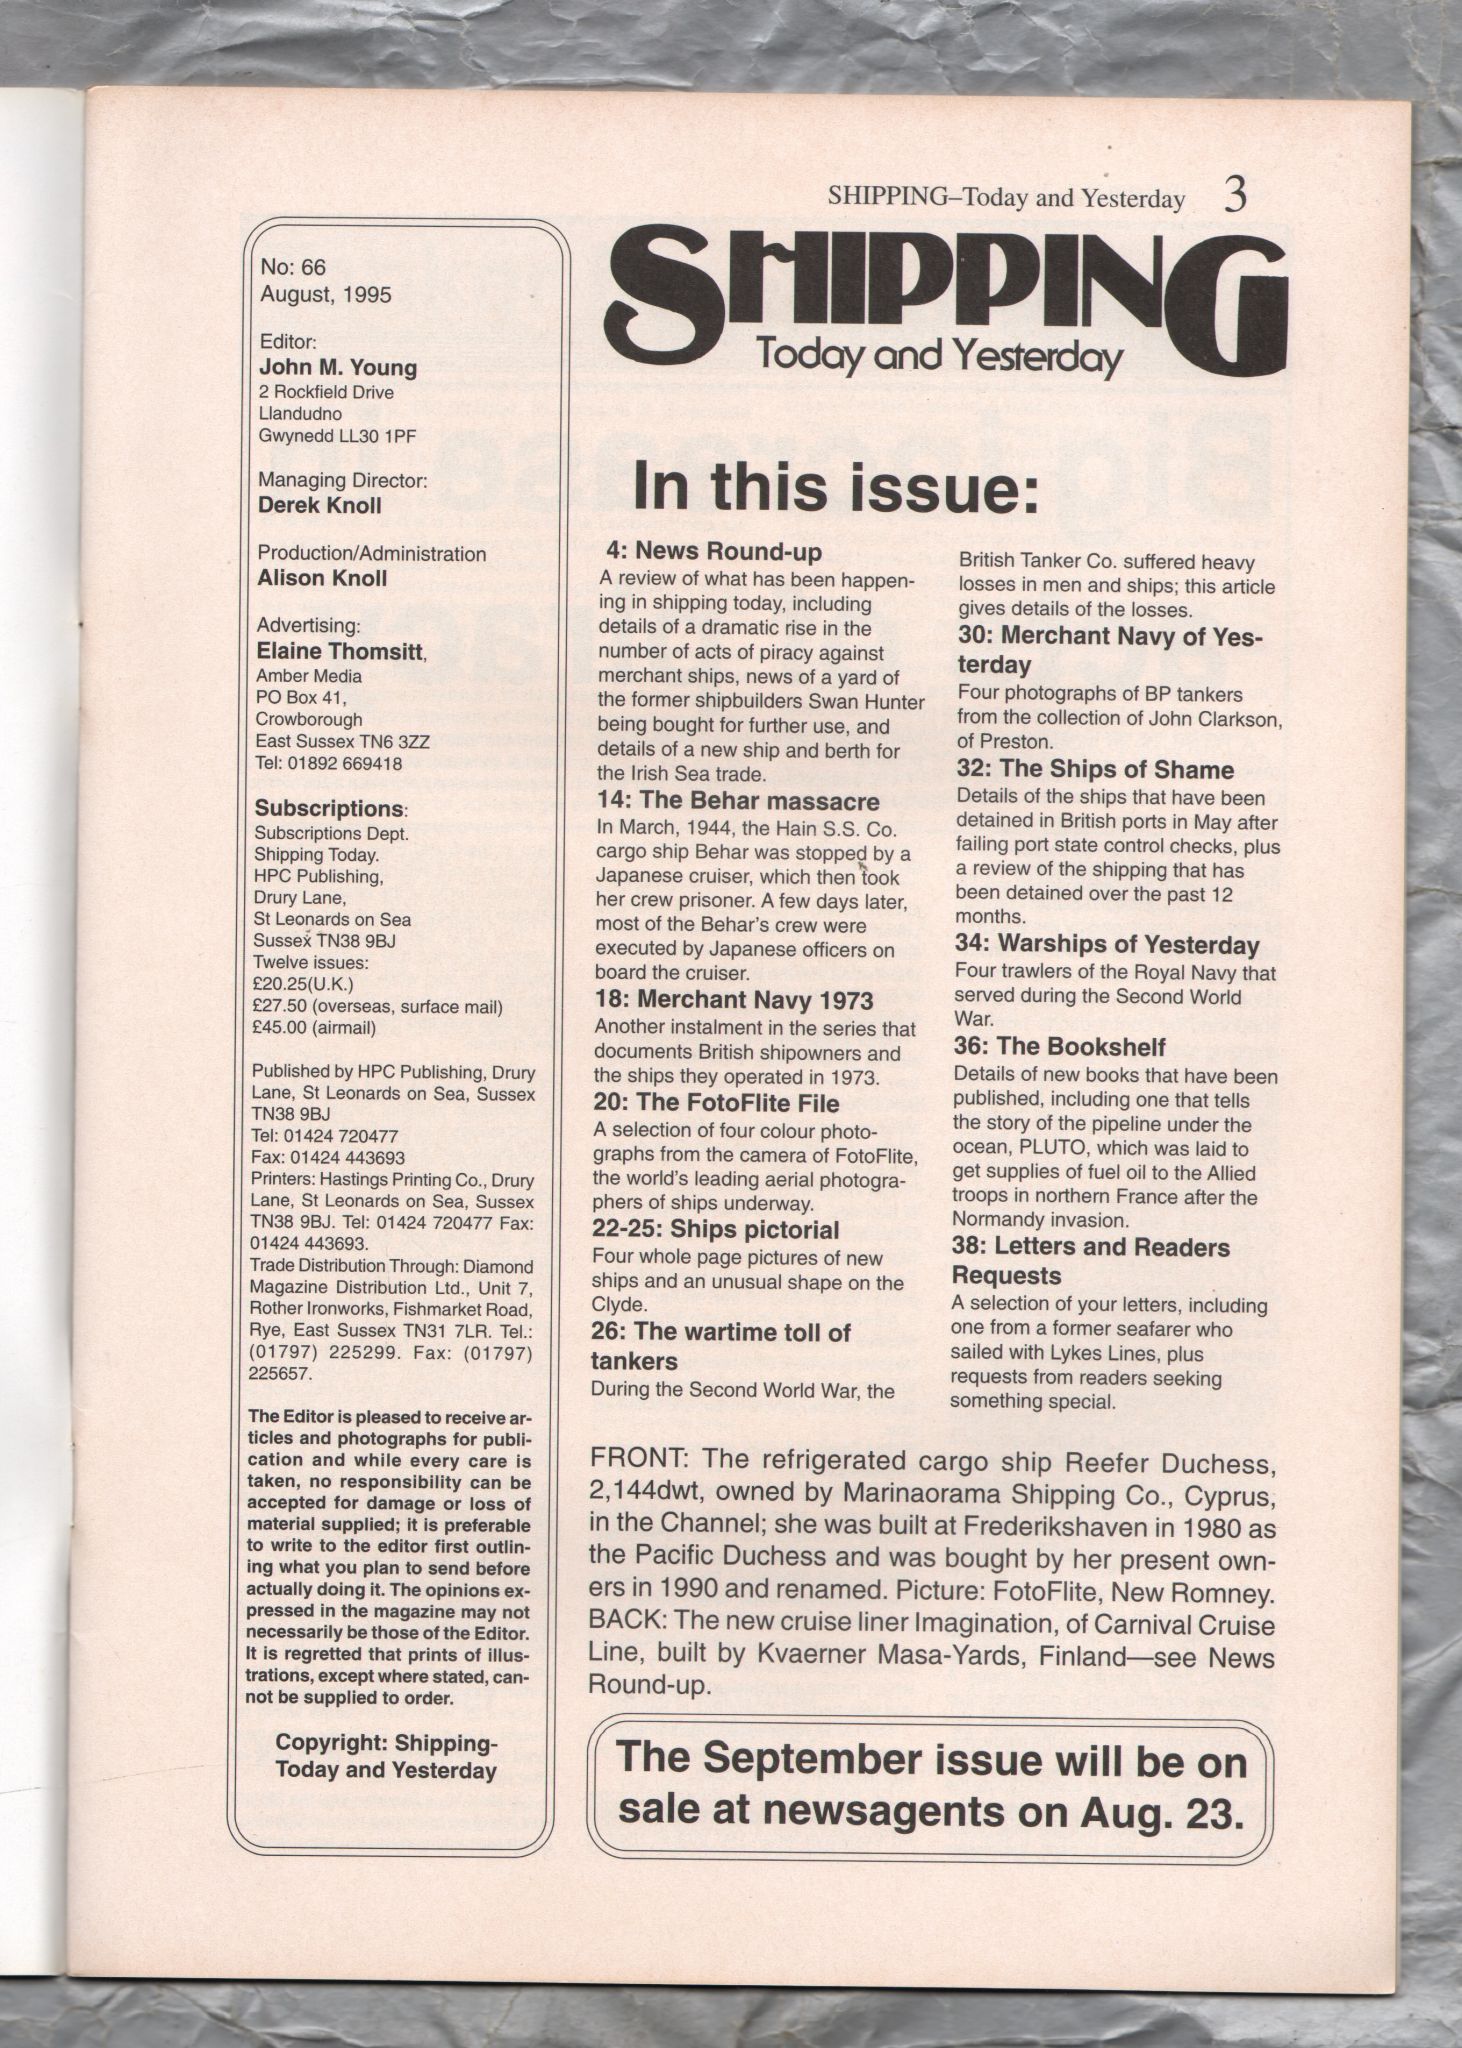 SHIPPING–Today and Yesterday 3
No: 66
August, 1995
Editor:
John M. Young
2 Rockfield Drive
Llandudno
Gwynedd LL30 1PF
Managing Director:
Derek Knoll
Production/Administration
Alison Knoll
Advertising:
Elaine Thomsitt,
Amber Media
PO Box 41,
Crowborough
East Sussex TN6 3ZZ
Tel: 01892 669418
Subscriptions:
Subscriptions Dept.
Shipping Today.
HPC Publishing,
Drury Lane,
St Leonards on Sea
Sussex TN38 9BJ
Twelve issues:
£20.25(U.K.)
£27.50 (overseas, surface mail)
£45.00 (airmail)
Published by HPC Publishing, Drury
Lane, St Leonards on Sea, Sussex
TN38 9BJ
Tel: 01424 720477
Fax: 01424 443693
Printers: Hastings Printing Co., Drury
Lane, St Leonards on Sea, Sussex
TN38 9BJ. Tel: 01424 720477 Fax:
01424 443693.
Trade Distribution Through: Diamond
Magazine Distribution Ltd., Unit 7,
Rother Ironworks, Fishmarket Road,
Rye, East Sussex TN31 7LR. Tel.:
(01797) 225299. Fax: (01797)
225657.
The Editor is pleased to receive ar-
ticles and photographs for publi-
cation and while every care is
taken, no responsibility can be
accepted for damage or loss of
material supplied; it is preferable
to write to the editor first outlin-
ing what you plan to send before
actually doing it. The opinions ex-
pressed in the magazine may not
necessarily be those of the Editor.
It is regretted that prints of illus-
trations, except where stated, can-
not be supplied to order.
Copyright: Shipping-
Today and Yesterday
SHIPPING
Today and Yesterday
In this issue:
4: News Round-up
A review of what has been happen-
ing in shipping today, including
details of a dramatic rise in the
number of acts of piracy against
merchant ships, news of a yard of
the former shipbuilders Swan Hunter
being bought for further use, and
details of a new ship and berth for
the Irish Sea trade.
14: The Behar massacre
In March, 1944, the Hain S.S. Co.
cargo ship Behar was stopped by a
Japanese cruiser, which then took
her crew prisoner. A few days later,
most of the Behar's crew were
executed by Japanese officers on
board the cruiser.
18: Merchant Navy 1973
Another instalment in the series that
documents British shipowners and
the ships they operated in 1973.
20: The FotoFlite File
A selection of four colour photo-
graphs from the camera of FotoFlite,
the world's leading aerial photogra-
phers of ships underway.
22-25: Ships pictorial
Four whole page pictures of new
ships and an unusual shape on the
Clyde.
26: The wartime toll of
tankers
During the Second World War, the
British Tanker Co. suffered heavy
losses in men and ships; this article
gives details of the losses.
30: Merchant Navy of Yes-
terday
Four photographs of BP tankers
from the collection of John Clarkson,
of Preston.
32: The Ships of Shame
Details of the ships that have been
detained in British ports in May after
failing port state control checks, plus
a review of the shipping that has
been detained over the past 12
months.
34: Warships of Yesterday
Four trawlers of the Royal Navy that
served during the Second World
War.
36: The Bookshelf
Details of new books that have been
published, including one that tells
the story of the pipeline under the
ocean, PLUTO, which was laid to
get supplies of fuel oil to the Allied
troops in northern France after the
Normandy invasion.
38: Letters and Readers
Requests
A selection of your letters, including
one from a former seafarer who
sailed with Lykes Lines, plus
requests from readers seeking
something special.
FRONT: The refrigerated cargo ship Reefer Duchess,
2,144dwt, owned by Marinaorama Shipping Co., Cyprus,
in the Channel; she was built at Frederikshaven in 1980 as
the Pacific Duchess and was bought by her present own-
ers in 1990 and renamed. Picture: FotoFlite, New Romney.
BACK: The new cruise liner Imagination, of Carnival Cruise
Line, built by Kvaerner Masa-Yards, Finland—see News
Round-up.
The September issue will be on
sale at newsagents on Aug. 23.